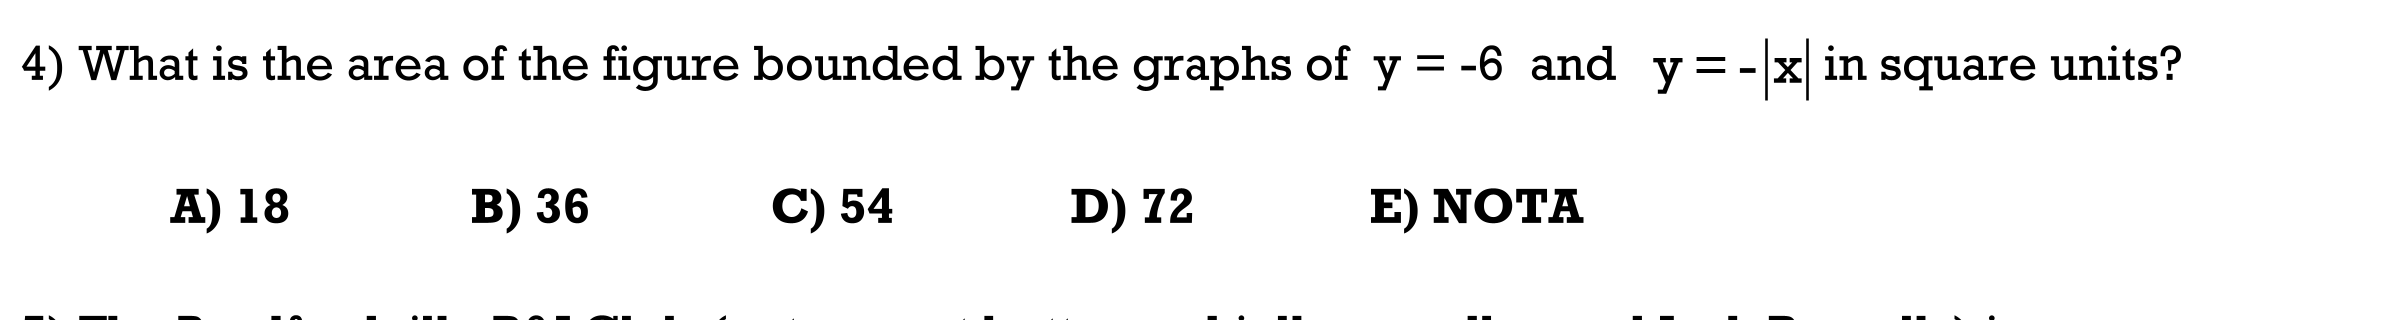 4) What is the area of the figure bounded by the graphs of y = -6 and y = -|x| in square units?
A) 18 B) 36 C) 54 D) 72 E) NOTA